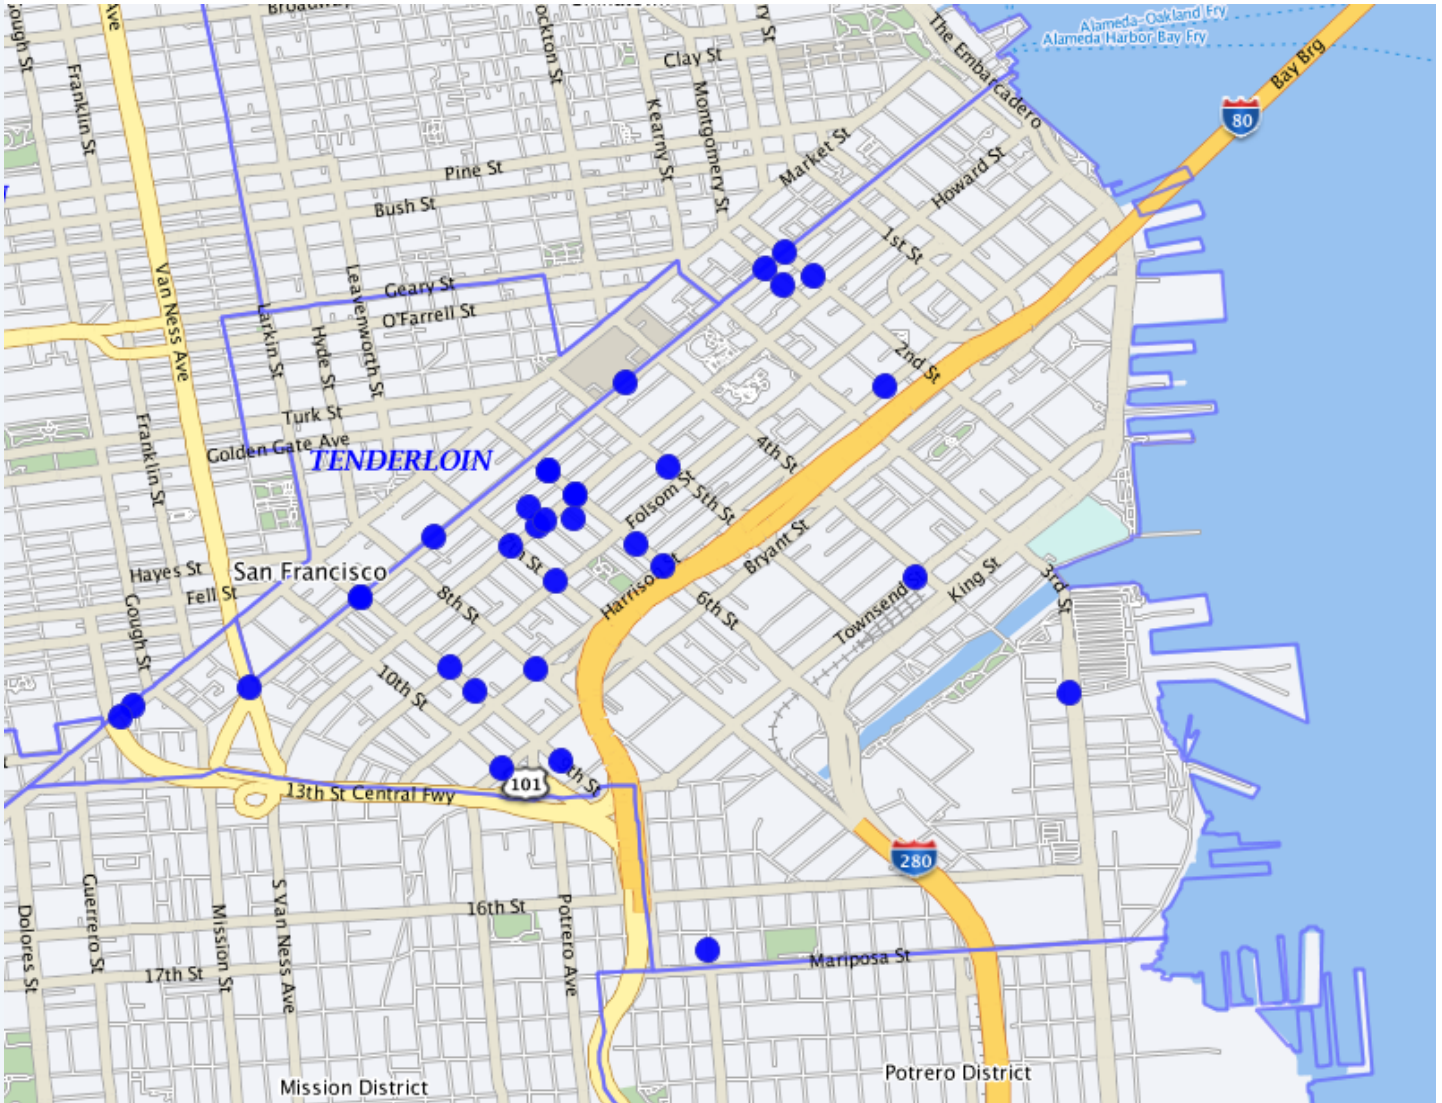 Broadway
Alameda-Oakland Fry
Alameda Harbor Bay Fry
The Embarcadero
Bay Brg
80
Clay St
Franklin St
Kearny St
Montgomery St
Market St
Howard St
Pine St
Bush St
1st St
Van Ness Ave
Leavenworth St
Geary St
O'Farrell St
Larkin St
Hyde St
2nd St
Turk St
Golden Gate Ave
Franklin St
TENDERLOIN
4th St
Folsom St
5th St
Bryant St
Harrison St
Hayes St
San Francisco
Fell St
8th St
6th St
Townsend St
King St
3rd St
Gough St
10th St
9th St
101
13th St Central Fwy
280
Guerrero St
Dolores St
Mission St
S Van Ness Ave
16th St
Potrero Ave
17th St
Mariposa St
Potrero District
Mission District